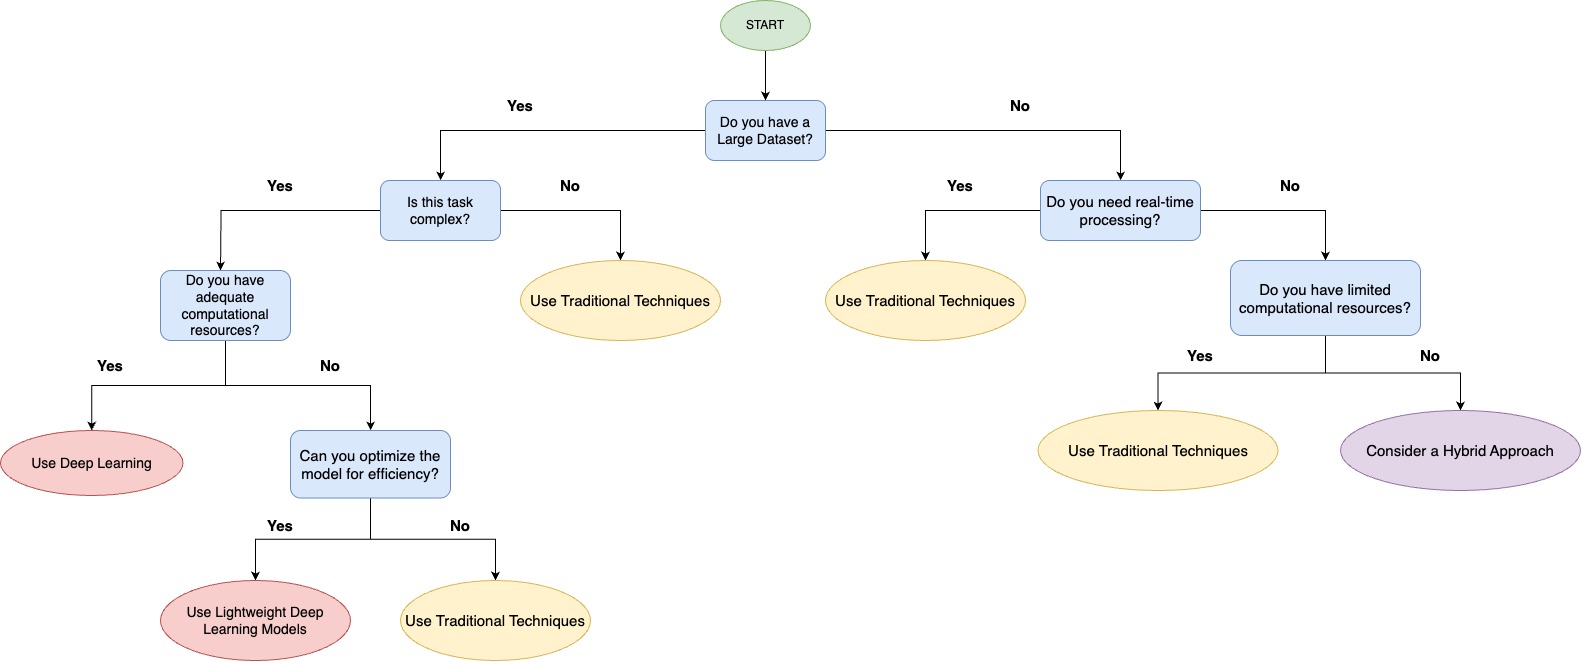 START
Yes
No
Do you have a
Large Dataset?
Yes
No
Yes
No
Is this task
complex?
Do you need real-time
processing?
Do you have
adequate
computational
resources?
Use Traditional Techniques
Use Traditional Techniques
Do you have limited
computational resources?
Yes
No
Yes
No
Use Deep Learning
Can you optimize the
model for efficiency?
Use Traditional Techniques
Consider a Hybrid Approach
Yes
No
Use Lightweight Deep
Learning Models
Use Traditional Techniques